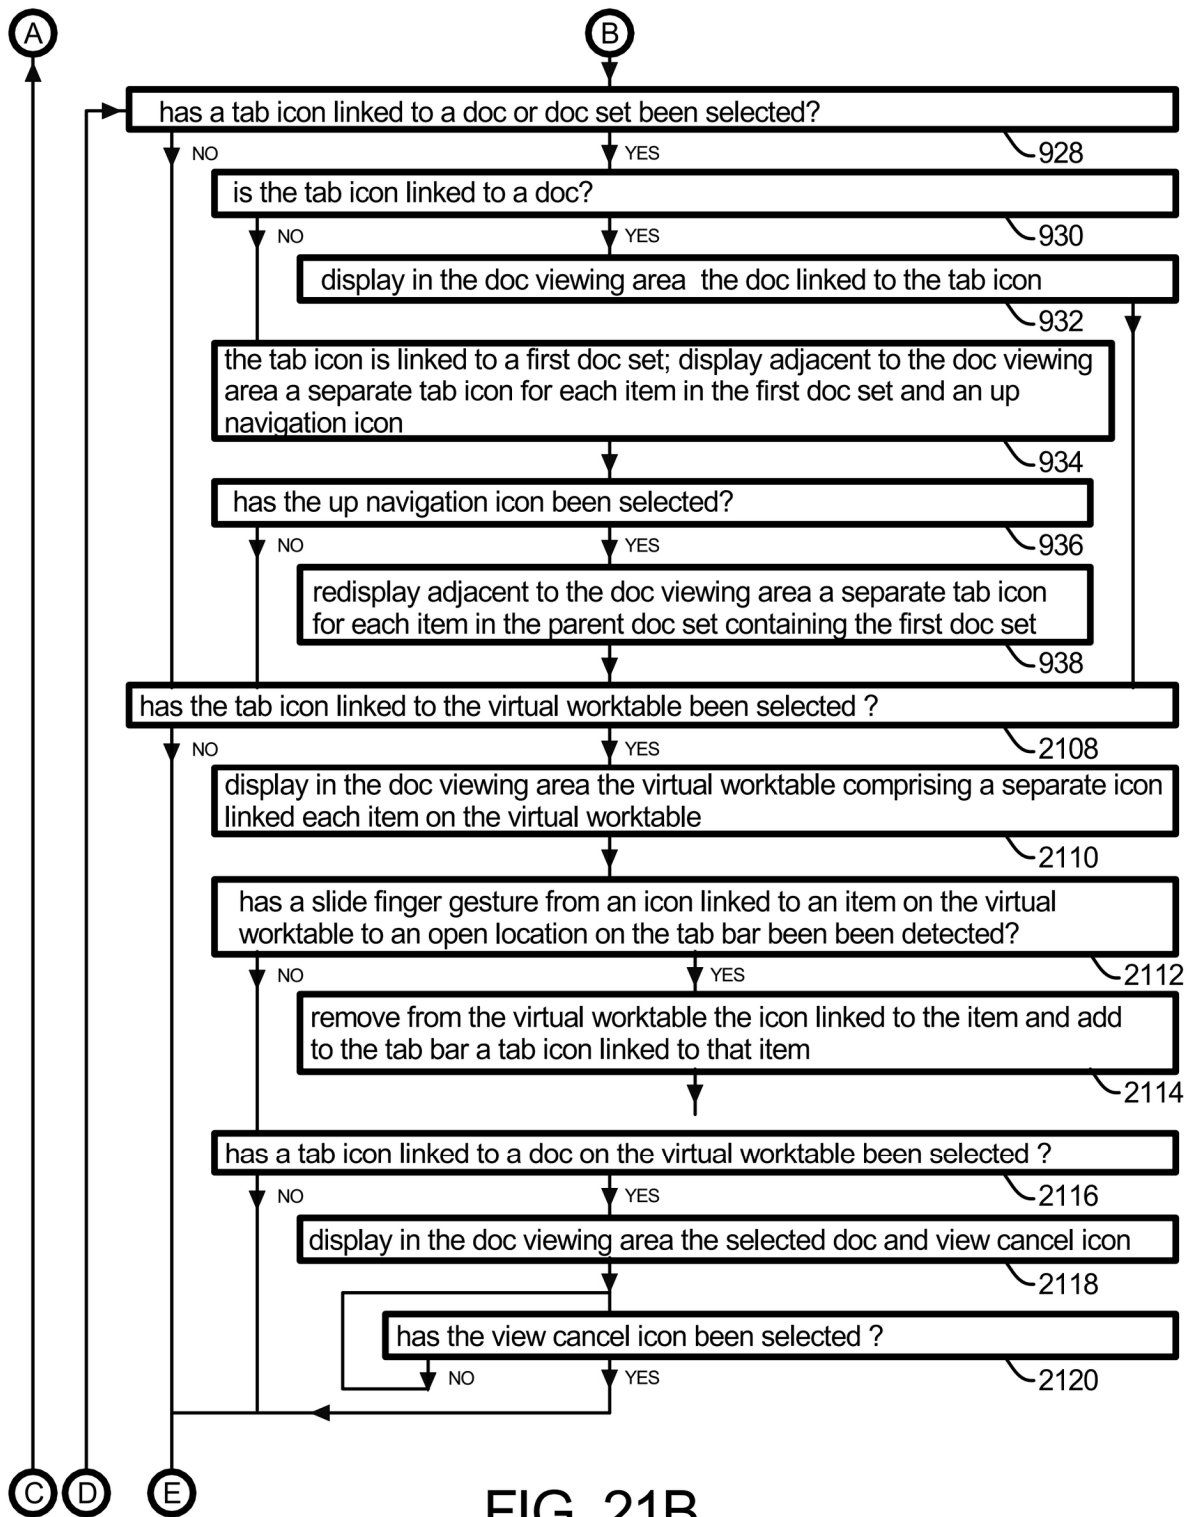 A
B
has a tab icon linked to a doc or doc set been selected?
NO
YES
928
is the tab icon linked to a doc?
NO
YES
930
display in the doc viewing area the doc linked to the tab icon
932
the tab icon is linked to a first doc set; display adjacent to the doc viewing
area a separate tab icon for each item in the first doc set and an up
navigation icon
934
has the up navigation icon been selected?
NO
YES
936
redisplay adjacent to the doc viewing area a separate tab icon
for each item in the parent doc set containing the first doc set
938
has the tab icon linked to the virtual worktable been selected ?
NO
YES
2108
display in the doc viewing area the virtual worktable comprising a separate icon
linked each item on the virtual worktable
2110
has a slide finger gesture from an icon linked to an item on the virtual
worktable to an open location on the tab bar been been detected?
NO
YES
2112
remove from the virtual worktable the icon linked to the item and add
to the tab bar a tab icon linked to that item
2114
has a tab icon linked to a doc on the virtual worktable been selected ?
NO
YES
2116
display in the doc viewing area the selected doc and view cancel icon
2118
has the view cancel icon been selected ?
NO
YES
2120
C
D
E
FIG. 21B